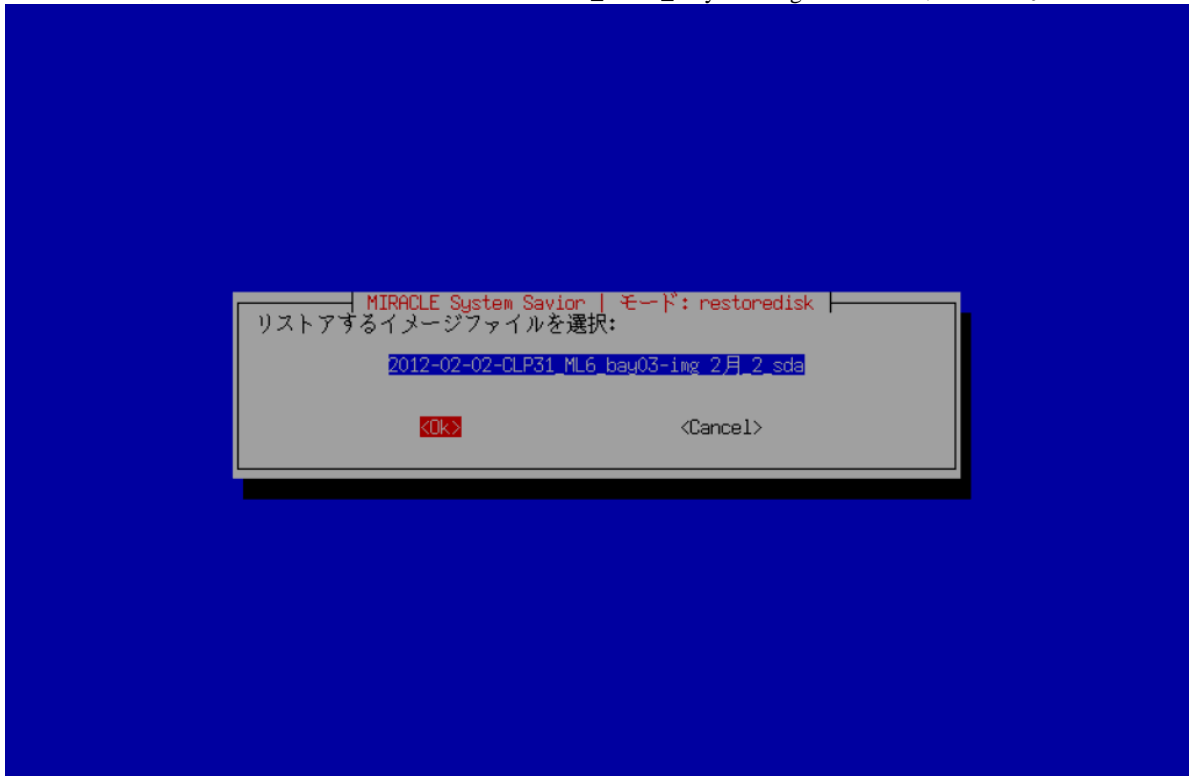 MIRACLE System Savior | モード: restoredisk
リストアするイメージファイルを選択:
2012-02-02-CLP31_ML6_bay03-img 2月_2_sda
<Ok> <Cancel>